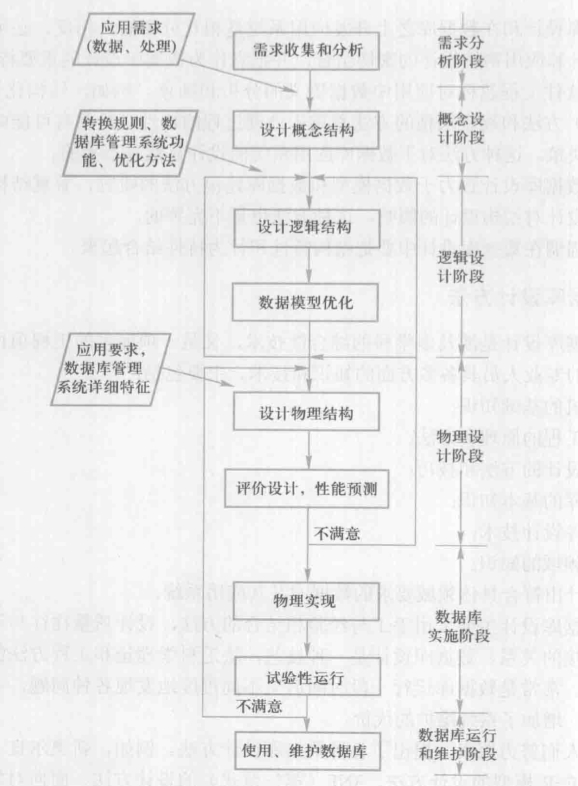 应用需求
(数据、处理)
需求收集和分析
需求分
析阶段
设计概念结构
概念设
计阶段
转换规则、数
据库管理系统功
能、优化方法
设计逻辑结构
逻辑设
计阶段
数据模型优化
应用要求,
数据库管理
系统详细特征
设计物理结构
物理设
计阶段
评价设计，性能预测
不满意
物理实现
数据库
实施阶段
试验性运行
不满意
使用、维护数据库
数据库运行
和维护阶段